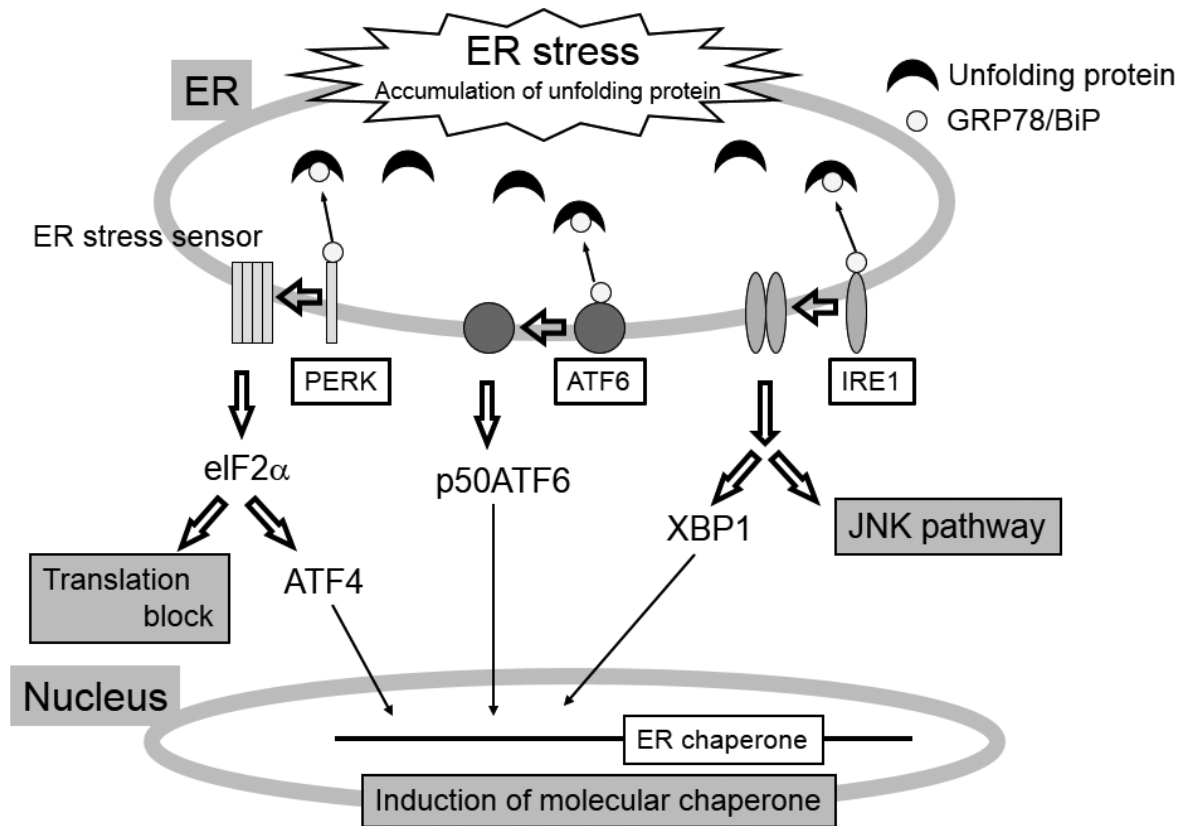 ER stress
Accumulation of unfolding protein
ER
Unfolding protein
GRP78/BiP
ER stress sensor
PERK
ATF6
IRE1
eIF2α
p50ATF6
XBP1
JNK pathway
Translation
block
ATF4
Nucleus
ER chaperone
Induction of molecular chaperone